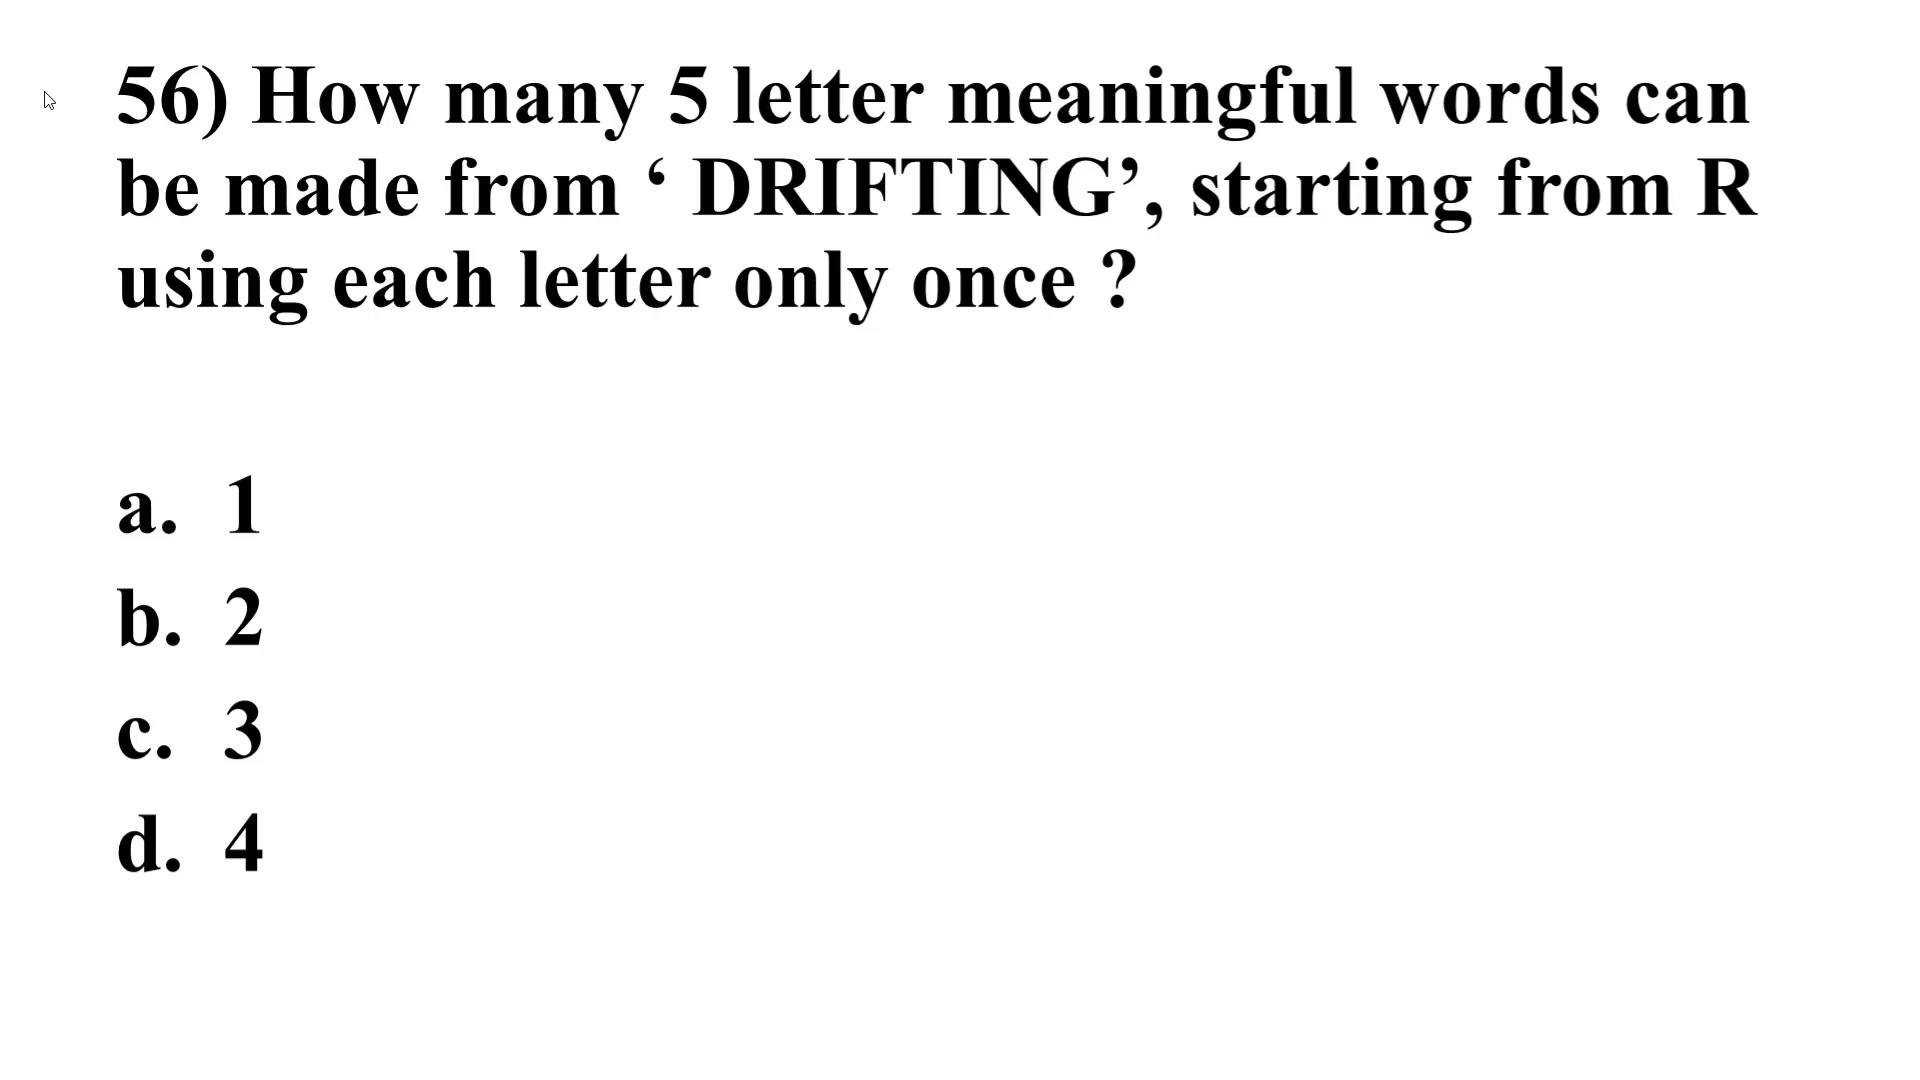 56) How many 5 letter meaningful words can
be made from ‘ DRIFTING’, starting from R
using each letter only once ?
a. 1
b. 2
c. 3
d. 4